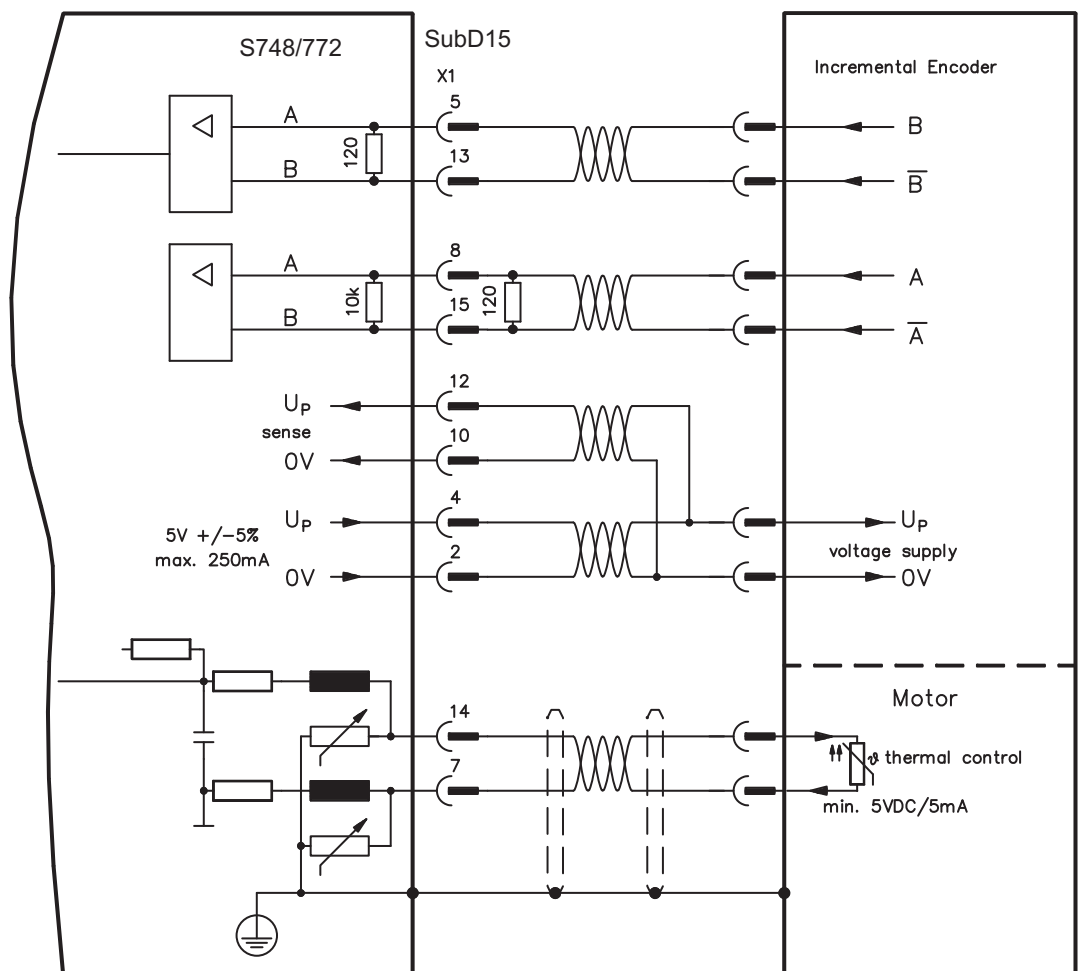 S748/772
SubD15
X1
Incremental Encoder
A
5
B
120
B
13
B̅
A
8
A
10k
120
B
15
A̅
UP
12
sense
0V
10
5V +/-5%
max. 250mA
UP
4
UP
voltage supply
0V
2
0V
Motor
14
ϑ thermal control
7
min. 5VDC/5mA